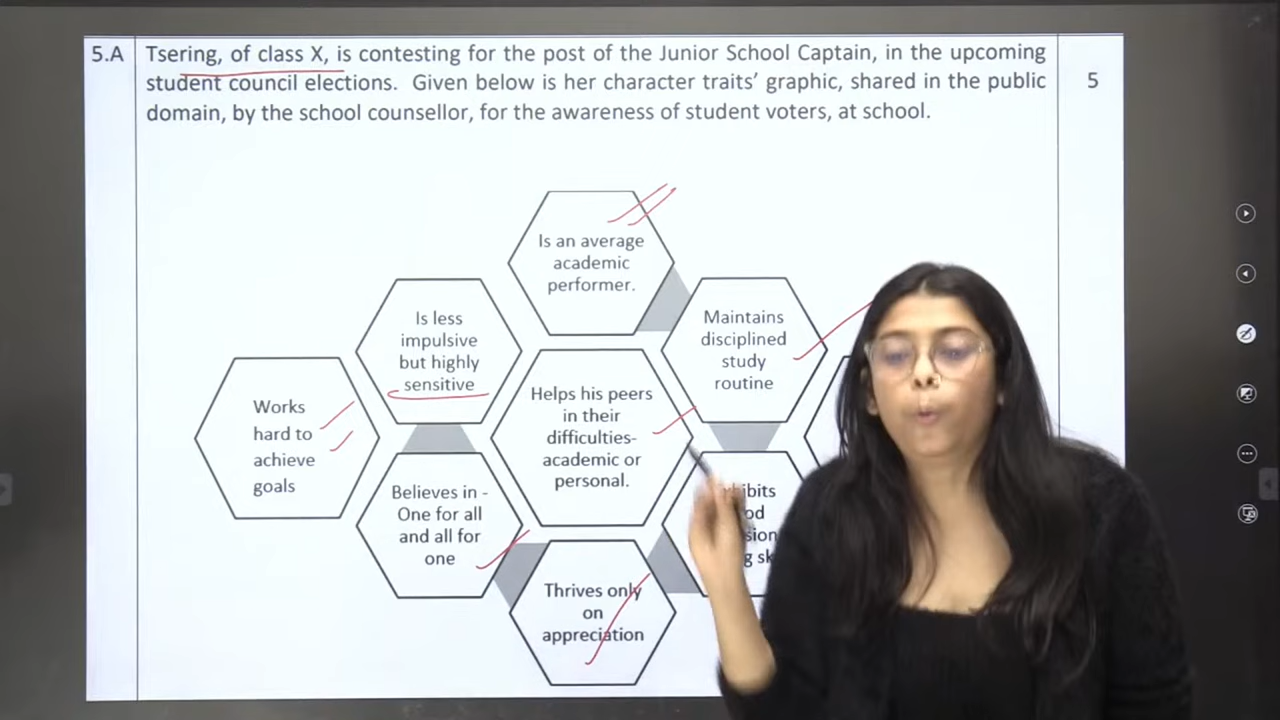 5.A
Tsering, of class X, is contesting for the post of the Junior School Captain, in the upcoming
student council elections. Given below is her character traits' graphic, shared in the public
domain, by the school counsellor, for the awareness of student voters, at school.
5
Is an average
academic
performer.
Is less
impulsive
but highly
sensitive
Maintains
disciplined
study
routine
Works
hard to
achieve
goals
Helps his peers
in their
difficulties-
academic or
personal.
Believes in -
One for all
and all for
one
Thrives only
on
appreciation